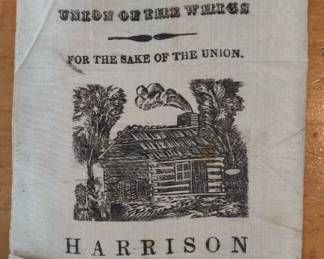 UNION OF THE WHIGS
FOR THE SAKE OF THE UNION.
HARRISON